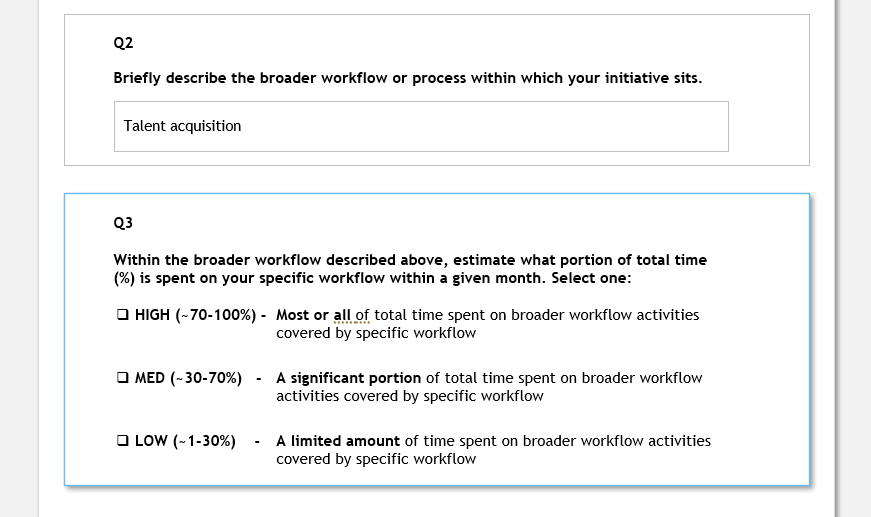 Q2
Briefly describe the broader workflow or process within which your initiative sits.
Talent acquisition
Q3
Within the broader workflow described above, estimate what portion of total time
(%) is spent on your specific workflow within a given month. Select one:
❑ HIGH (~70-100%) - Most or all of total time spent on broader workflow activities
covered by specific workflow
❑ MED (~30-70%) - A significant portion of total time spent on broader workflow
activities covered by specific workflow
❑ LOW (~1-30%) - A limited amount of time spent on broader workflow activities
covered by specific workflow